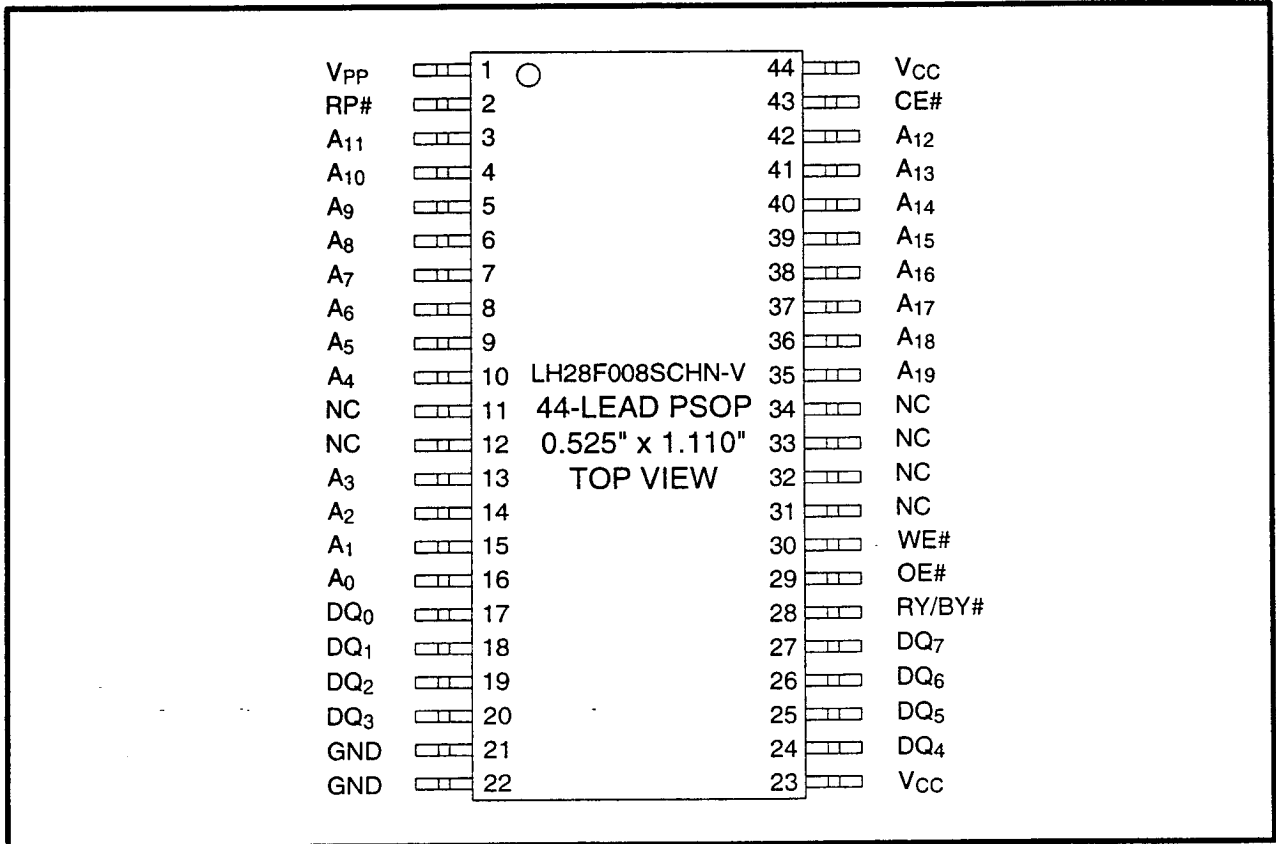 VPP 1 44 VCC
RP# 2 43 CE#
A11 3 42 A12
A10 4 41 A13
A9 5 40 A14
A8 6 39 A15
A7 7 38 A16
A6 8 37 A17
A5 9 36 A18
A4 10 LH28F008SCHN-V 35 A19
NC 11 44-LEAD PSOP 34 NC
NC 12 0.525" x 1.110" 33 NC
A3 13 TOP VIEW 32 NC
A2 14 31 NC
A1 15 30 WE#
A0 16 29 OE#
DQ0 17 28 RY/BY#
DQ1 18 27 DQ7
DQ2 19 26 DQ6
DQ3 20 25 DQ5
GND 21 24 DQ4
GND 22 23 VCC